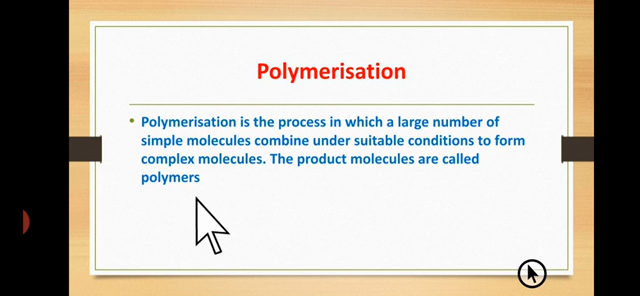 Polymerisation
• Polymerisation is the process in which a large number of
simple molecules combine under suitable conditions to form
complex molecules. The product molecules are called
polymers